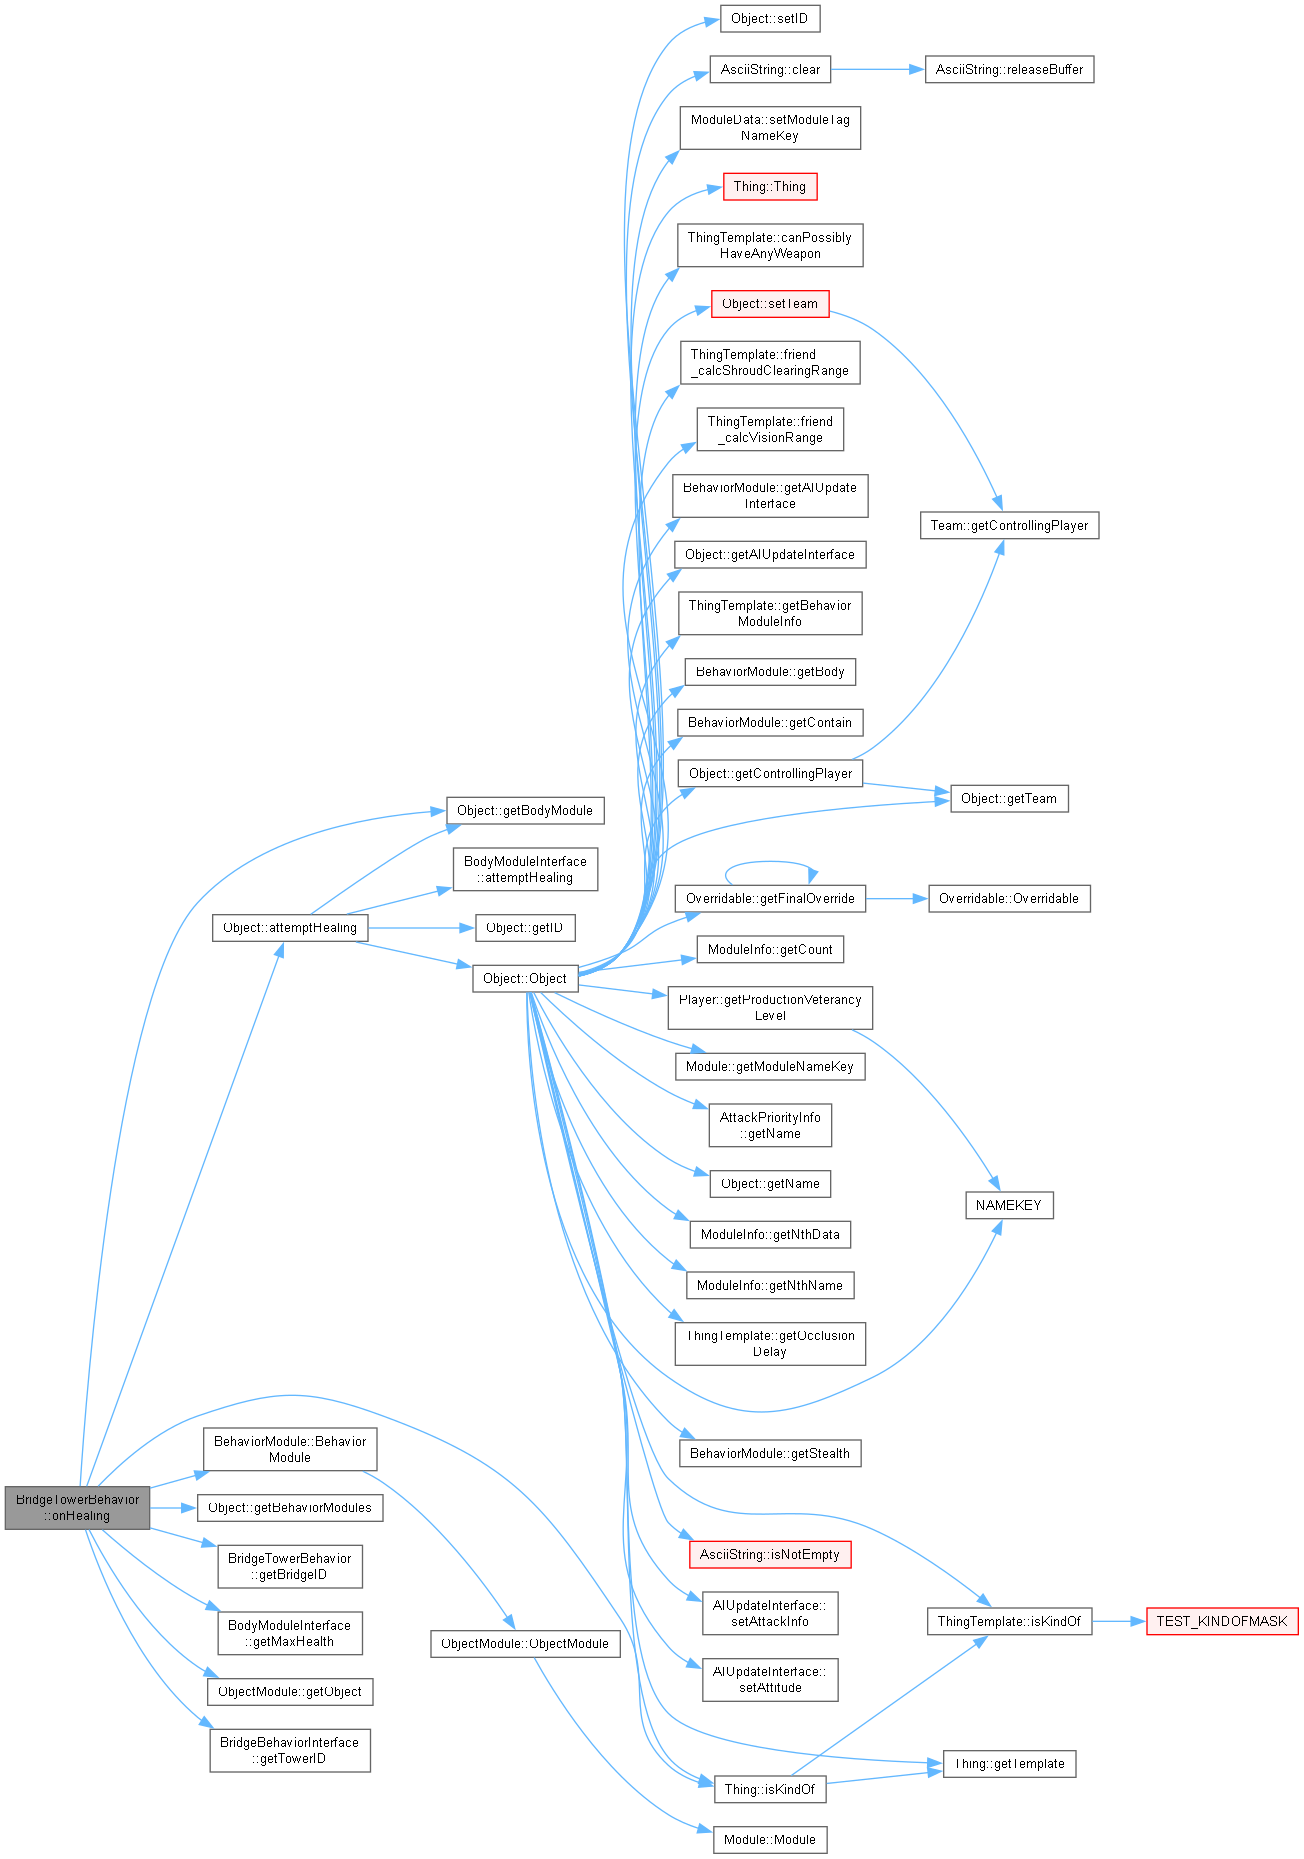 Object::setID
AsciiString::clear
AsciiString::releaseBuffer
ModuleData::setModuleTag
NameKey
Thing::Thing
ThingTemplate::canPossibly
HaveAnyWeapon
Object::setTeam
ThingTemplate::friend
_calcShroudClearingRange
ThingTemplate::friend
_calcVisionRange
BehaviorModule::getAIUpdate
Interface
Team::getControllingPlayer
Object::getAIUpdateInterface
ThingTemplate::getBehavior
ModuleInfo
BehaviorModule::getBody
BehaviorModule::getContain
Object::getControllingPlayer
Object::getTeam
Object::getBodyModule
BodyModuleInterface
::attemptHealing
Overridable::getFinalOverride
Overridable::Overridable
Object::attemptHealing
Object::getID
ModuleInfo::getCount
Object::Object
Player::getProductionVeterancy
Level
Module::getModuleNameKey
AttackPriorityInfo
::getName
Object::getName
NAMEKEY
ModuleInfo::getNthData
ModuleInfo::getNthName
ThingTemplate::getOcclusion
Delay
BehaviorModule::Behavior
Module
BehaviorModule::getStealth
BridgeTowerBehavior
::onHealing
Object::getBehaviorModules
BridgeTowerBehavior
::getBridgeID
AsciiString::isNotEmpty
AIUpdateInterface::
setAttackInfo
ThingTemplate::isKindOf
TEST_KINDOFMASK
BodyModuleInterface
::getMaxHealth
ObjectModule::ObjectModule
AIUpdateInterface::
setAttitude
ObjectModule::getObject
BridgeBehaviorInterface
::getTowerID
Thing::getTemplate
Thing::isKindOf
Module::Module